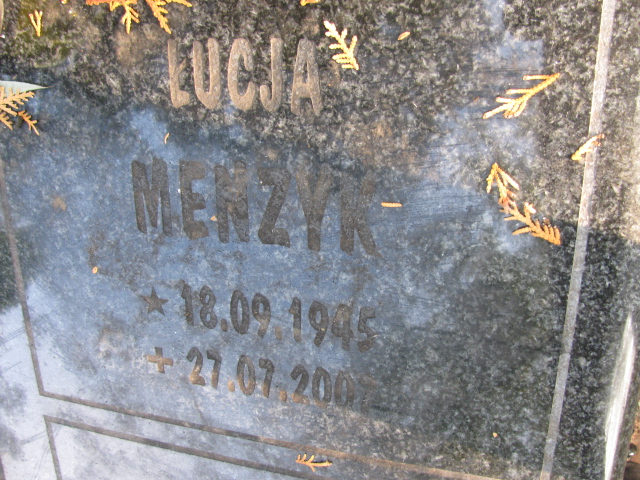 ŁUCJA
MENZYK
★ 18.09.1945
+ 27.07.2007